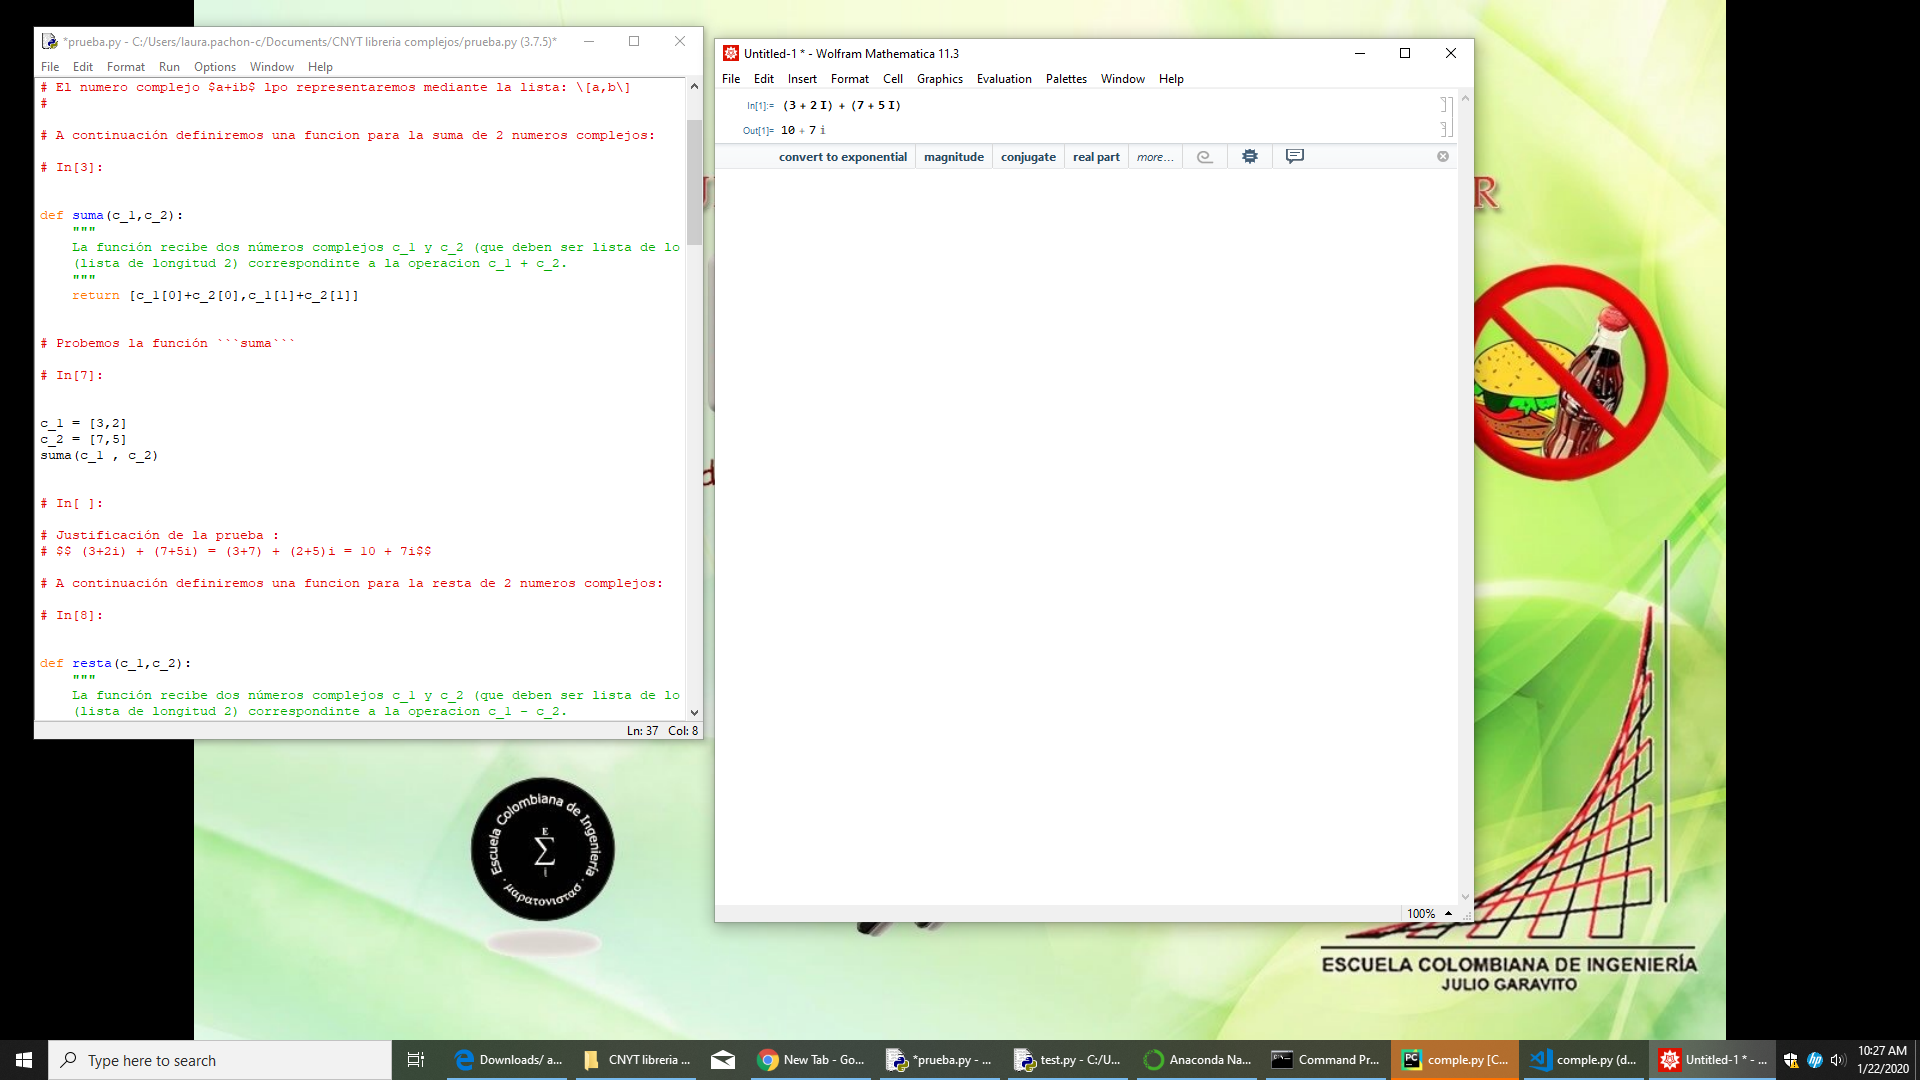 *prueba.py - C:/Users/laura.pachon-c/Documents/CNYT libreria complejos/prueba.py (3.7.5)*
File Edit Format Run Options Window Help
# El numero complejo $a+ib$ lpo representaremos mediante la lista: \[a,b\]
#
# A continuación definiremos una funcion para la suma de 2 numeros complejos:
# In[3]:
def suma(c_1,c_2):
"""
La función recibe dos números complejos c_1 y c_2 (que deben ser lista de lo
(lista de longitud 2) correspondinte a la operacion c_1 + c_2.
"""
return [c_1[0]+c_2[0],c_1[1]+c_2[1]]
# Probemos la función ```suma```
# In[7]:
c_1 = [3,2]
c_2 = [7,5]
suma(c_1 , c_2)
# In[ ]:
# Justificación de la prueba :
# $$ (3+2i) + (7+5i) = (3+7) + (2+5)i = 10 + 7i$$
# A continuación definiremos una funcion para la resta de 2 numeros complejos:
# In[8]:
def resta(c_1,c_2):
"""
La función recibe dos números complejos c_1 y c_2 (que deben ser lista de lo
(lista de longitud 2) correspondinte a la operacion c_1 - c_2.
Ln: 37 Col: 8
Untitled-1 * - Wolfram Mathematica 11.3
File Edit Insert Format Cell Graphics Evaluation Palettes Window Help
In[1]:= (3 + 2 I) + (7 + 5 I)
Out[1]= 10 + 7 i
convert to exponential magnitude conjugate real part more...
100%
R
d
Escuela Colombiana de Ingeniería
E
Σ
i
· μαρατονιστασ ·
ESCUELA COLOMBIANA DE INGENIERÍA
JULIO GARAVITO
Type here to search
Downloads/ a...
CNYT libreria ...
New Tab - Go...
*prueba.py - ...
test.py - C:/U...
Anaconda Na...
Command Pr...
PC
comple.py [C...
comple.py (d...
Untitled-1 * - ...
hp
10:27 AM
1/22/2020